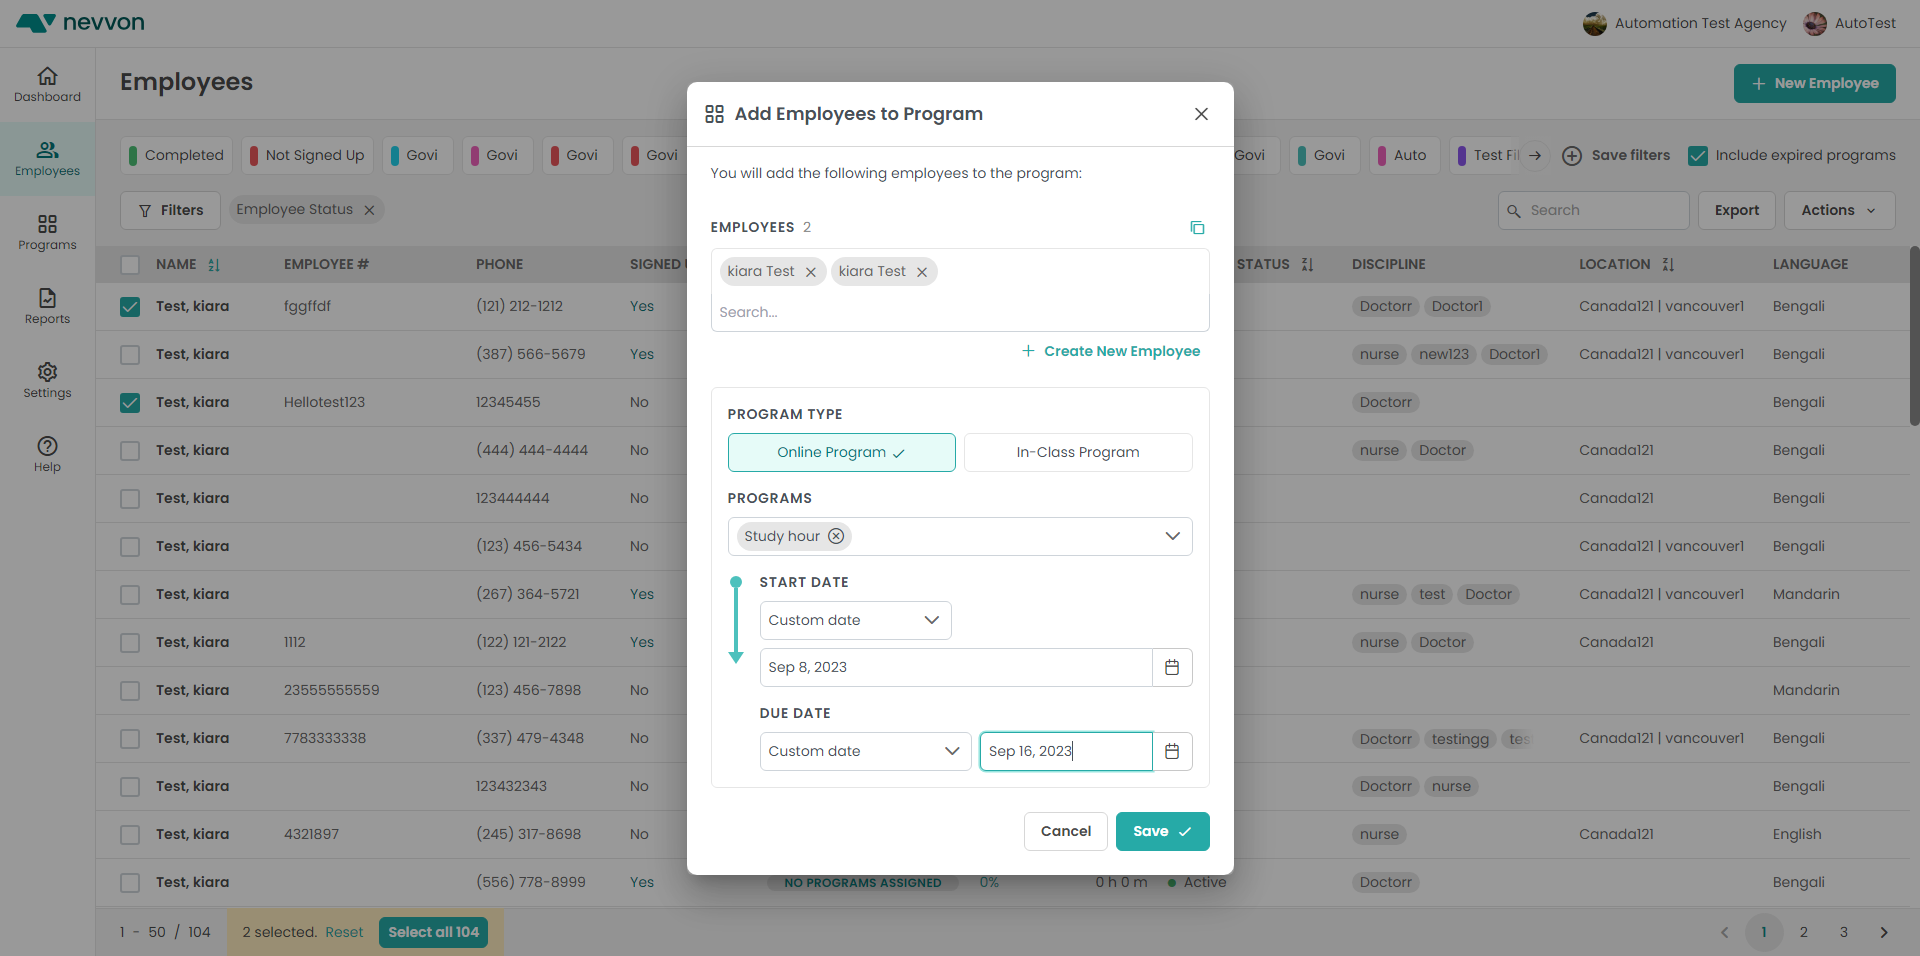 nevvon
Automation Test Agency
AutoTest
Dashboard
Employees
Programs
Reports
Settings
Help
Employees
New Employee
Completed
Not Signed Up
Govi
Govi
Govi
Govi
Govi
Govi
Auto
Test Fil
Save filters
Include expired programs
Filters
Employee Status
Search
Export
Actions
NAME EMPLOYEE # PHONE SIGNED STATUS DISCIPLINE LOCATION LANGUAGE
Test, kiara fggffdf (121) 212-1212 Yes Doctorr Doctor1 Canada121 | vancouver1 Bengali
Test, kiara (387) 566-5679 Yes nurse new123 Doctor1 Canada121 | vancouver1 Bengali
Test, kiara Hellotest123 12345455 No Doctorr Bengali
Test, kiara (444) 444-4444 No nurse Doctor Canada121 Bengali
Test, kiara 123444444 No Canada121 Bengali
Test, kiara (123) 456-5434 No Canada121 | vancouver1 Bengali
Test, kiara (267) 364-5721 Yes nurse test Doctor Canada121 | vancouver1 Mandarin
Test, kiara 1112 (122) 121-2122 Yes nurse Doctor Canada121 Bengali
Test, kiara 23555555559 (123) 456-7898 No Mandarin
Test, kiara 7783333338 (337) 479-4348 No Doctorr testingg tes Canada121 | vancouver1 Bengali
Test, kiara 123432343 No Doctorr nurse Bengali
Test, kiara 4321897 (245) 317-8698 No nurse Canada121 English
Test, kiara (556) 778-8999 Yes NO PROGRAMS ASSIGNED 0% 0 h 0 m Active Doctorr Bengali
1 - 50 / 104
2 selected. Reset
Select all 104
1 2 3
Add Employees to Program
You will add the following employees to the program:
EMPLOYEES 2
kiara Test
kiara Test
Search...
Create New Employee
PROGRAM TYPE
Online Program
In-Class Program
PROGRAMS
Study hour
START DATE
Custom date
Sep 8, 2023
DUE DATE
Custom date
Sep 16, 2023
Cancel
Save